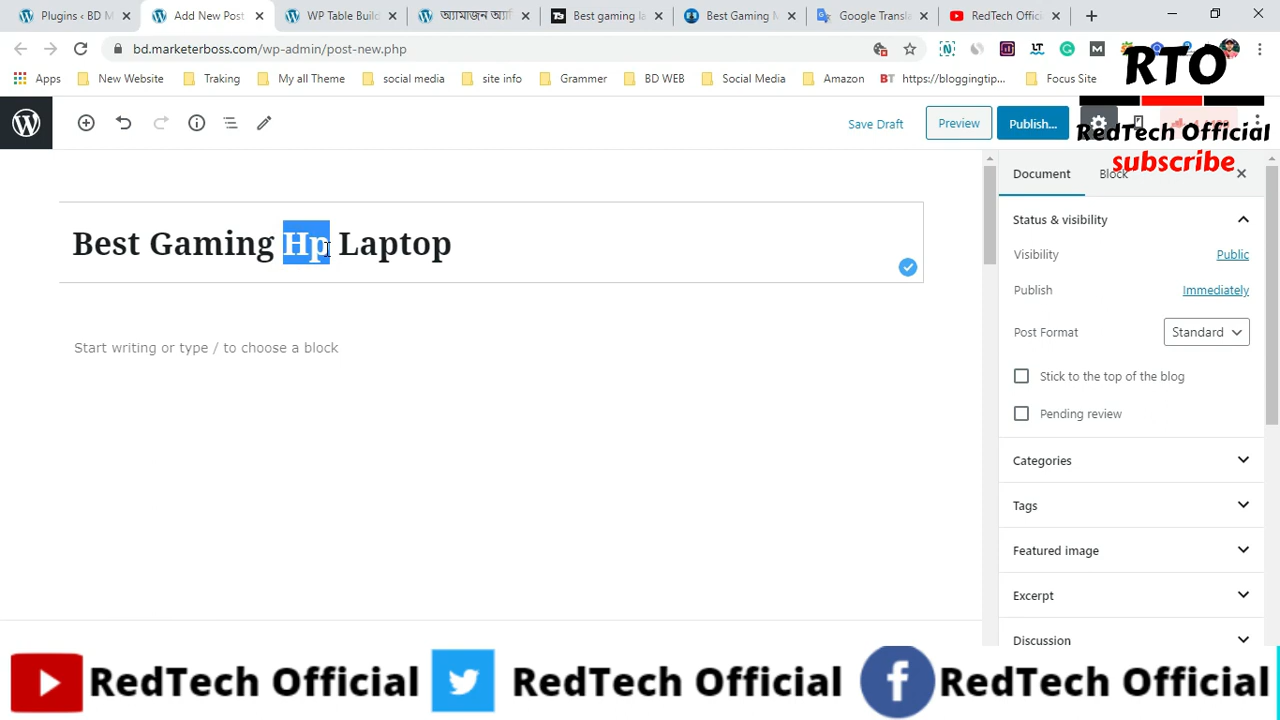 Plugins ‹ BD M
Add New Post
WP Table Build
অ্যামাজন অ্যাফি
Best gaming la
Best Gaming M
Google Transla
RedTech Offici
bd.marketerboss.com/wp-admin/post-new.php
Apps
New Website
Traking
My all Theme
social media
site info
Grammer
BD WEB
Social Media
Amazon
https://bloggingtip...
Focus Site
RTO
RedTech Official
subscribe
Save Draft
Preview
Publish...
Document
Block
Best Gaming Hp Laptop
Start writing or type / to choose a block
Status & visibility
Visibility
Public
Publish
Immediately
Post Format
Standard
Stick to the top of the blog
Pending review
Categories
Tags
Featured image
Excerpt
Discussion
RedTech Official
RedTech Official
RedTech Official